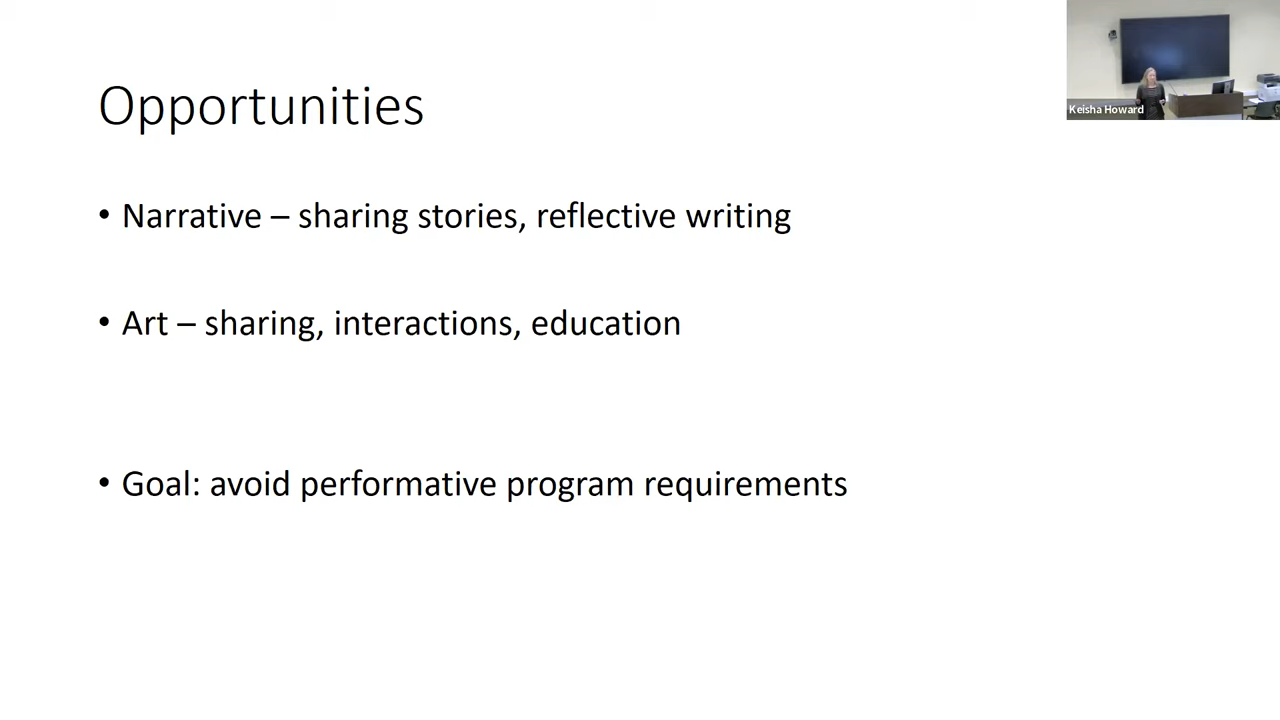 Opportunities
• Narrative – sharing stories, reflective writing
• Art – sharing, interactions, education
• Goal: avoid performative program requirements
Keisha Howard